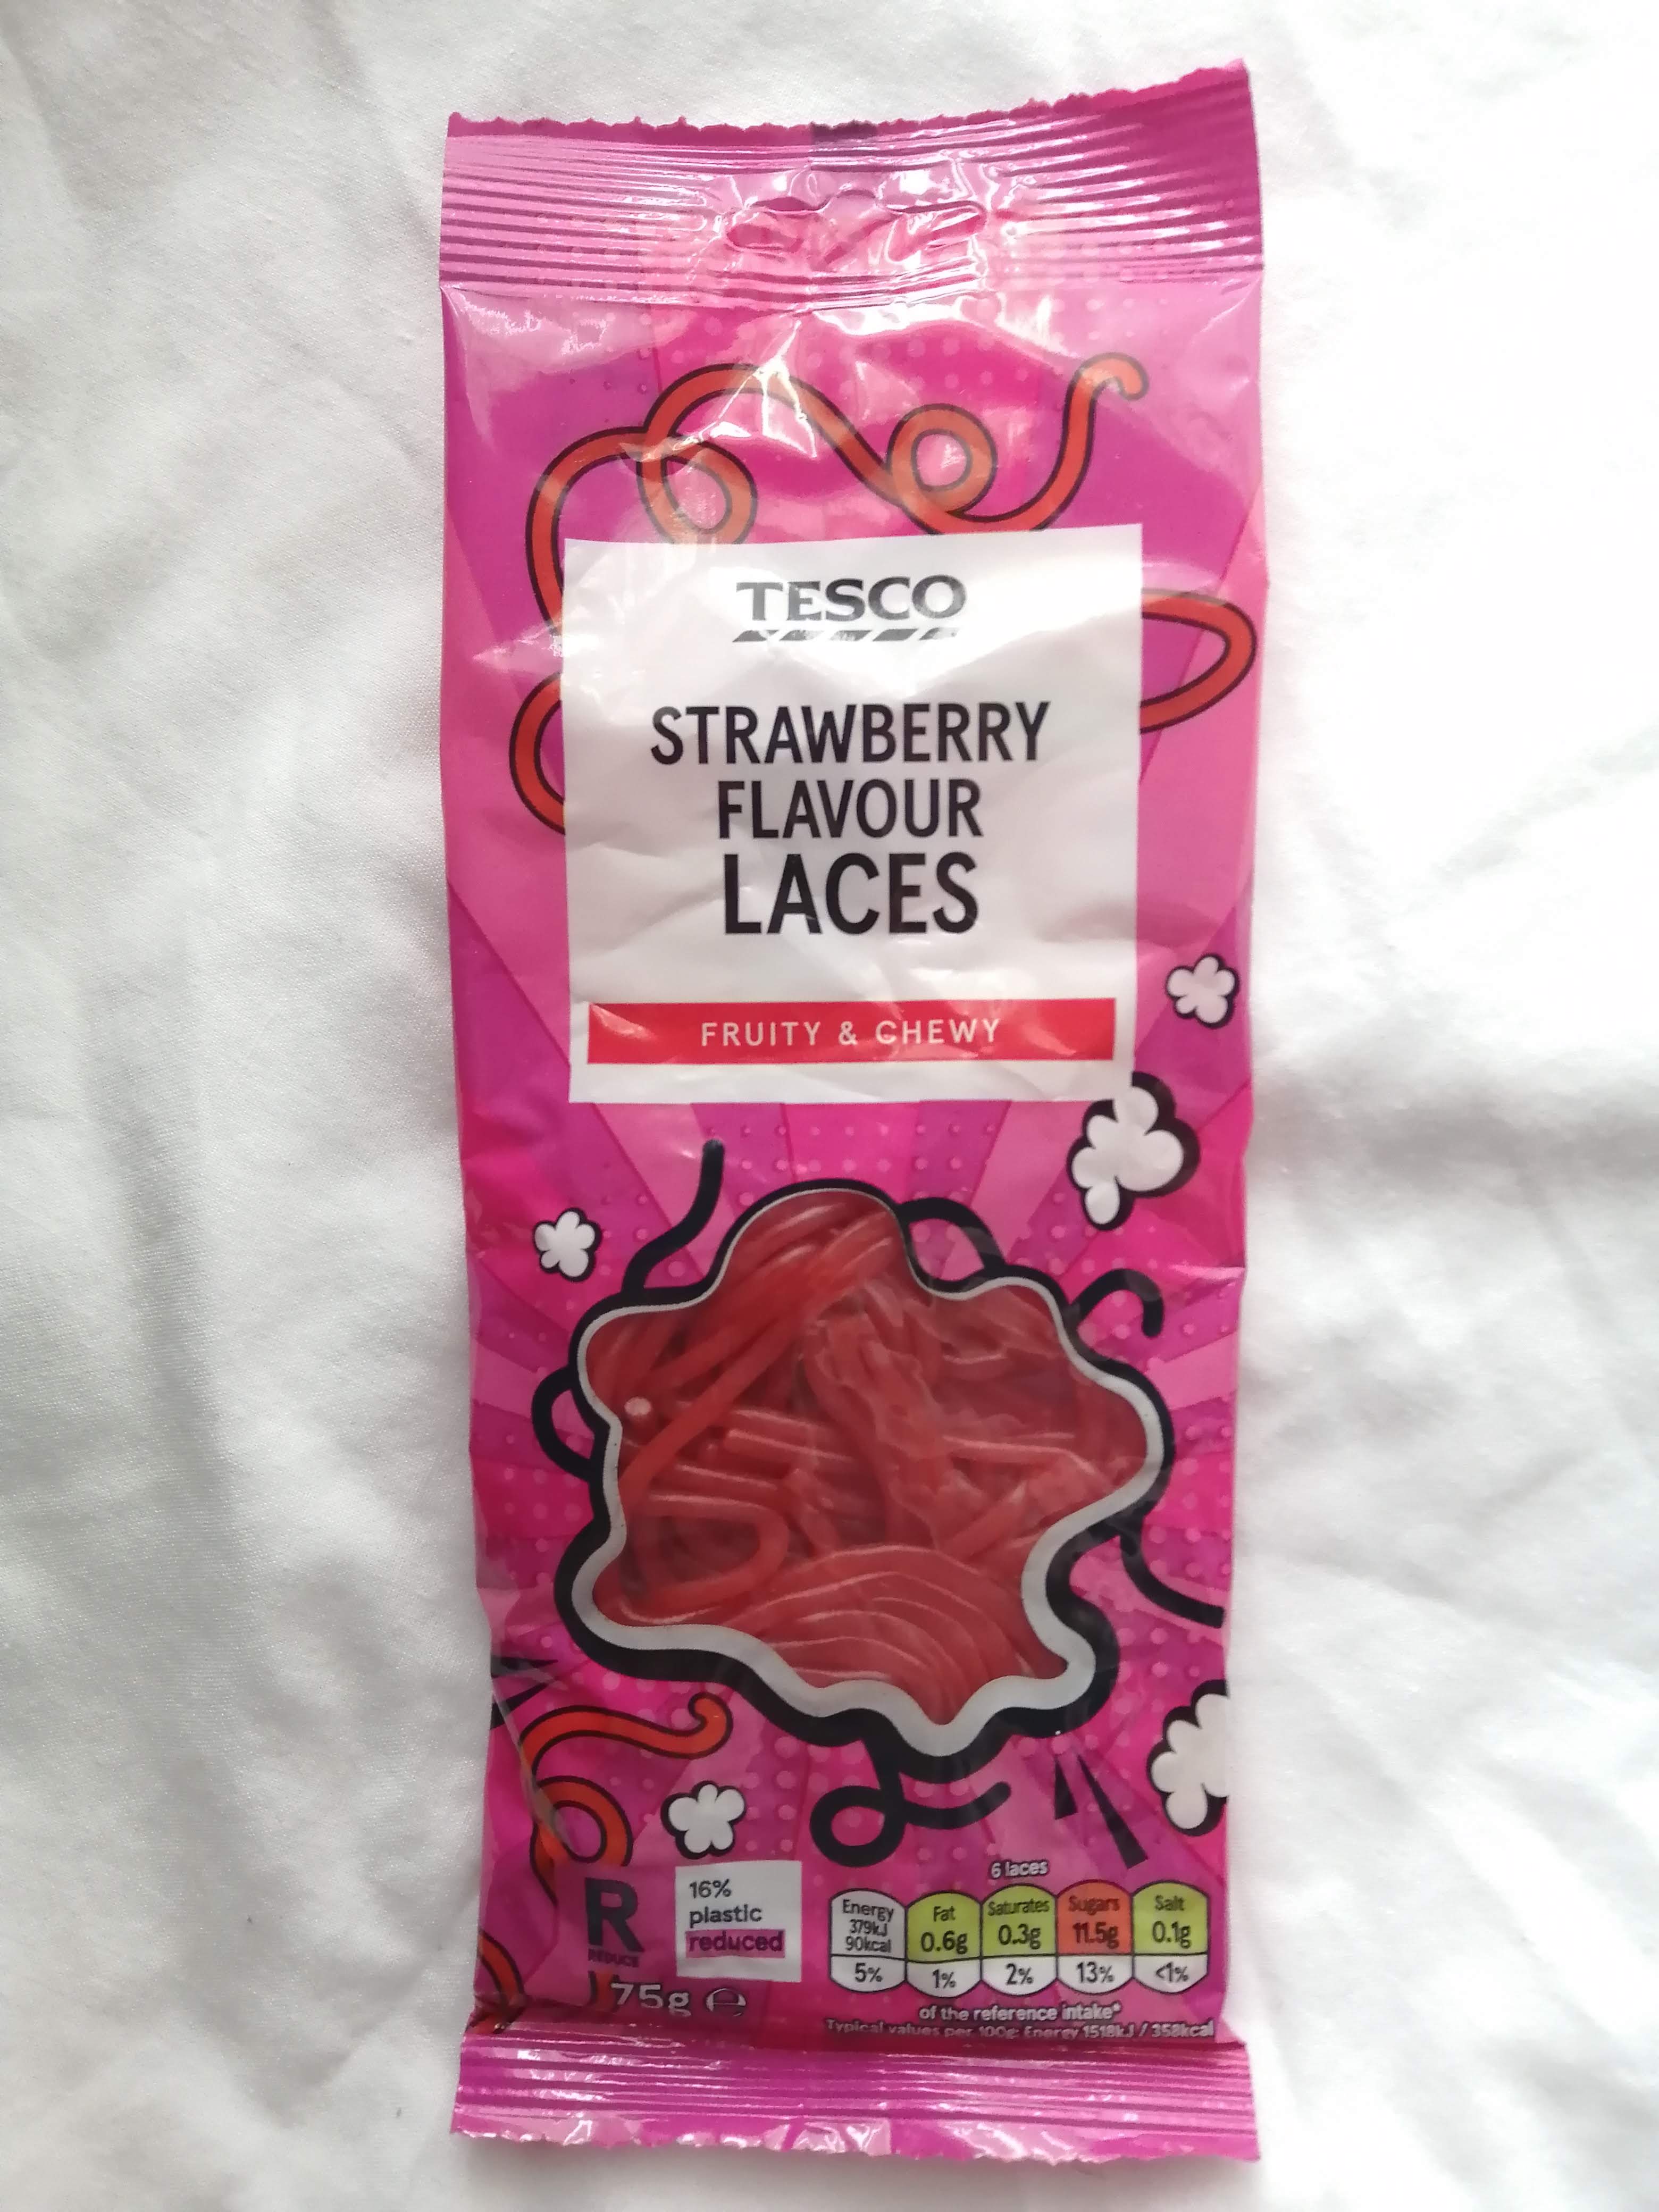 TESCO
STRAWBERRY
FLAVOUR
LACES
FRUITY & CHEWY
R
REDUCE
16%
plastic
reduced
75g ℮
6 laces
Energy
379kJ
90kcal
5%
Fat
0.6g
1%
Saturates
0.3g
2%
Sugars
11.5g
13%
Salt
0.1g
<1%
of the reference intake*
Typical values per 100g: Energy 1518kJ / 358kcal